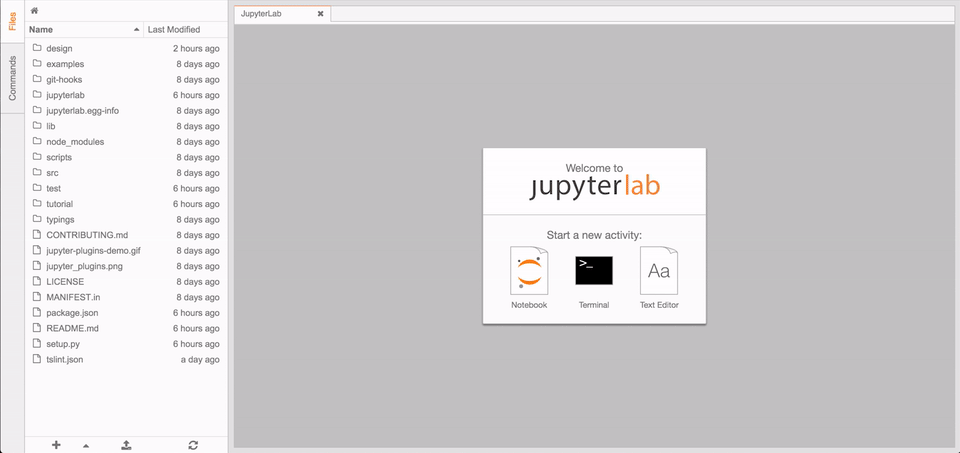 Files
Commands
Name Last Modified
design 2 hours ago
examples 8 days ago
git-hooks 8 days ago
jupyterlab 6 hours ago
jupyterlab.egg-info 8 days ago
lib 8 days ago
node_modules 8 days ago
scripts 8 days ago
src 8 days ago
test 6 hours ago
tutorial 6 hours ago
typings 8 days ago
CONTRIBUTING.md 8 days ago
jupyter-plugins-demo.gif 8 days ago
jupyter_plugins.png 8 days ago
LICENSE 8 days ago
MANIFEST.in 8 days ago
package.json 6 hours ago
README.md 6 hours ago
setup.py 6 hours ago
tslint.json a day ago
JupyterLab
Welcome to
jupyterlab
Start a new activity:
>_ Aa
Notebook Terminal Text Editor